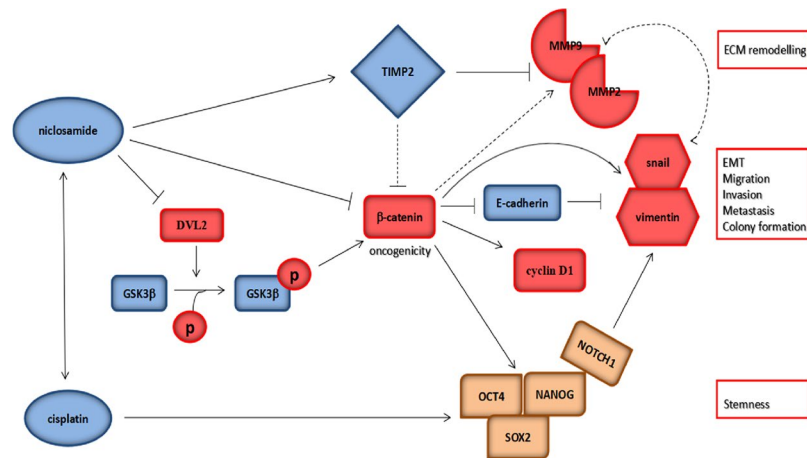 MMP9
ECM remodelling
TIMP2
MMP2
niclosamide
snail
EMT
Migration
Invasion
Metastasis
Colony formation
E-cadherin
vimentin
DVL2
β-catenin
oncogenicity
cyclin D1
GSK3β
GSK3β
p
p
NOTCH1
OCT4
NANOG
Stemness
cisplatin
SOX2